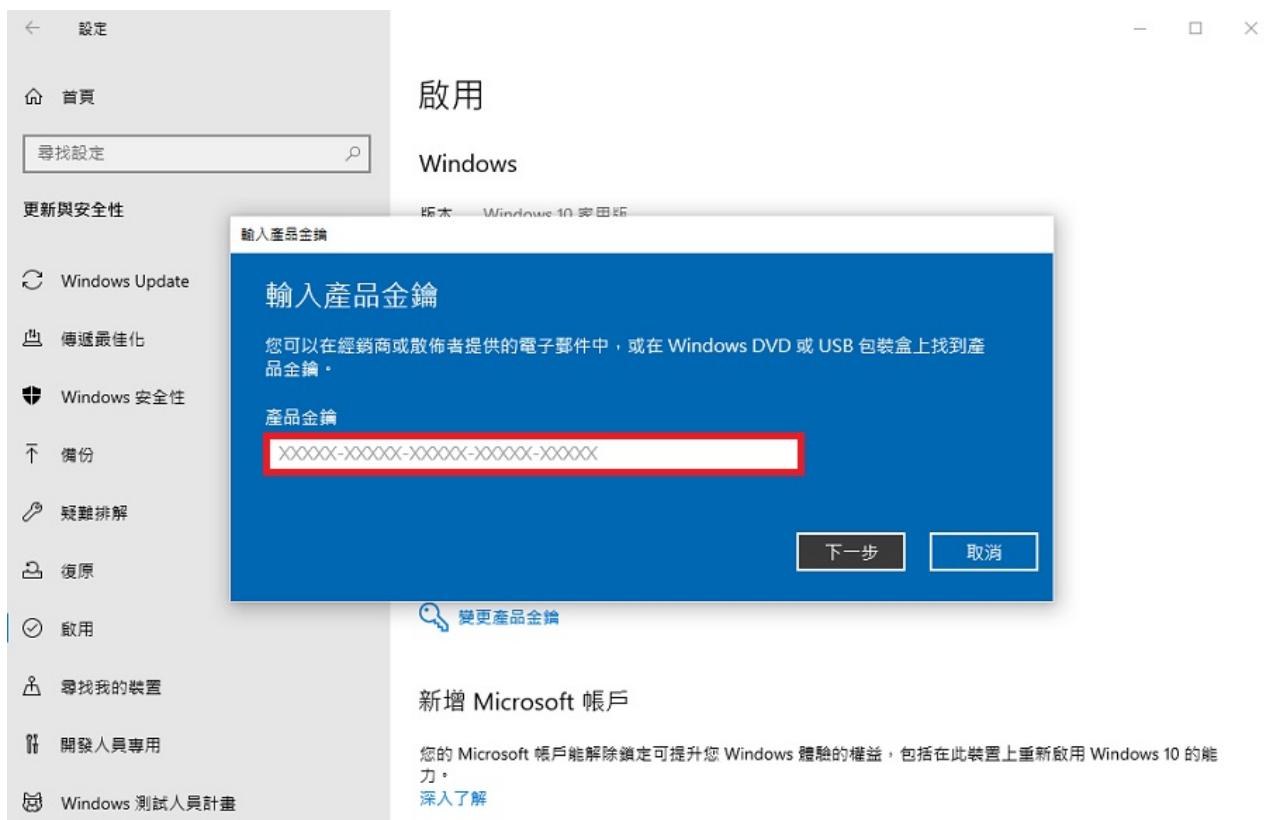 設定
首頁
尋找設定
更新與安全性
Windows Update
傳遞最佳化
Windows 安全性
備份
疑難排解
復原
啟用
尋找我的裝置
開發人員專用
Windows 測試人員計畫
啟用
Windows
版本 Windows 10 家用版
輸入產品金鑰
輸入產品金鑰
您可以在經銷商或散佈者提供的電子郵件中，或在 Windows DVD 或 USB 包裝盒上找到產
品金鑰。
產品金鑰
XXXXX-XXXXX-XXXXX-XXXXX-XXXXX
下一步
取消
變更產品金鑰
新增 Microsoft 帳戶
您的 Microsoft 帳戶能解除鎖定可提升您 Windows 體驗的權益，包括在此裝置上重新啟用 Windows 10 的能
力。
深入了解